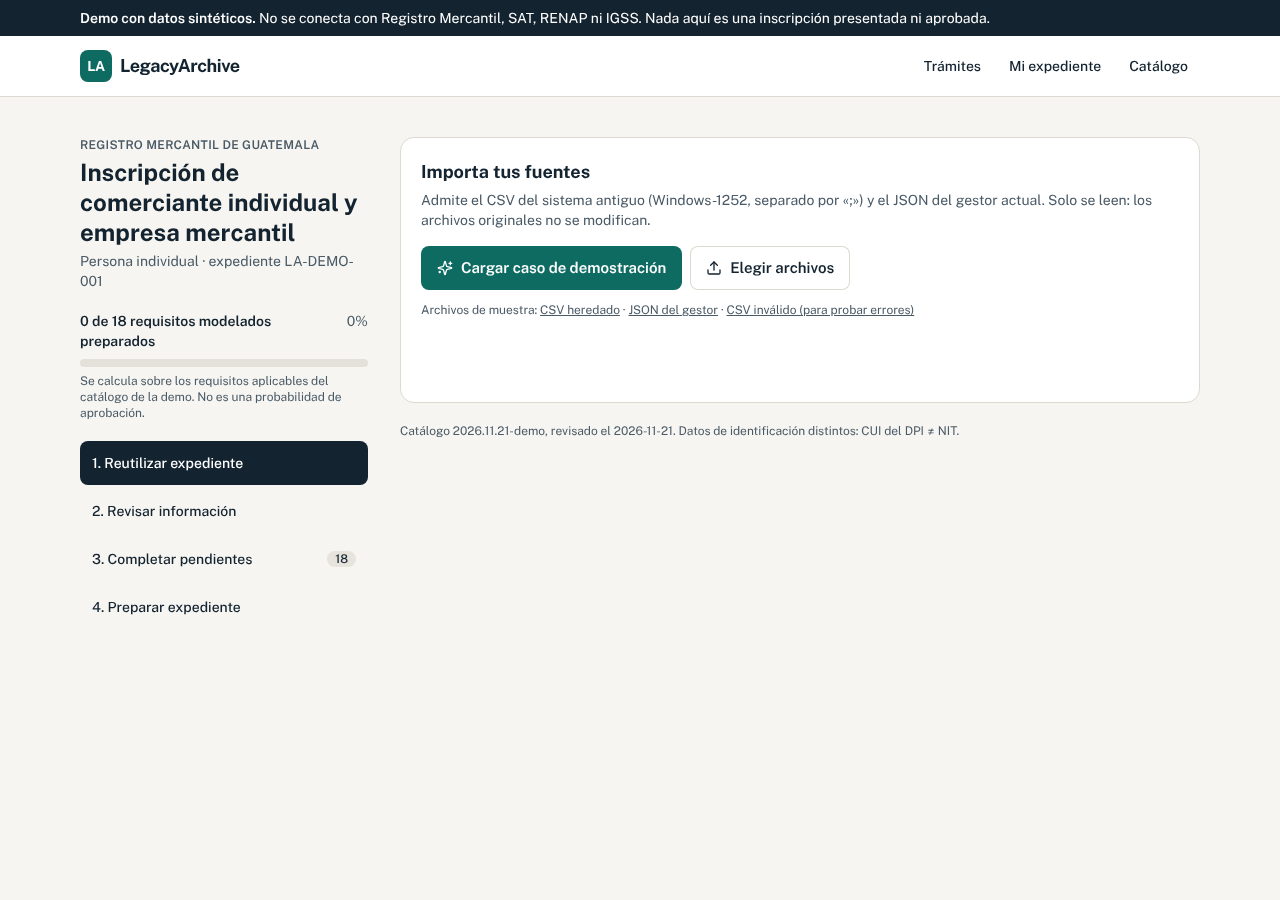 Demo con datos sintéticos. No se conecta con Registro Mercantil, SAT, RENAP ni IGSS. Nada aquí es una inscripción presentada ni aprobada.
LA LegacyArchive
Trámites Mi expediente Catálogo
REGISTRO MERCANTIL DE GUATEMALA
Inscripción de
comerciante individual y
empresa mercantil
Persona individual · expediente LA-DEMO-
001
0 de 18 requisitos modelados
preparados
0%
Se calcula sobre los requisitos aplicables del
catálogo de la demo. No es una probabilidad de
aprobación.
1. Reutilizar expediente
2. Revisar información
3. Completar pendientes 18
4. Preparar expediente
Importa tus fuentes
Admite el CSV del sistema antiguo (Windows-1252, separado por «;») y el JSON del gestor actual. Solo se leen: los
archivos originales no se modifican.
Cargar caso de demostración
Elegir archivos
Archivos de muestra: CSV heredado · JSON del gestor · CSV inválido (para probar errores)
Catálogo 2026.11.21-demo, revisado el 2026-11-21. Datos de identificación distintos: CUI del DPI ≠ NIT.